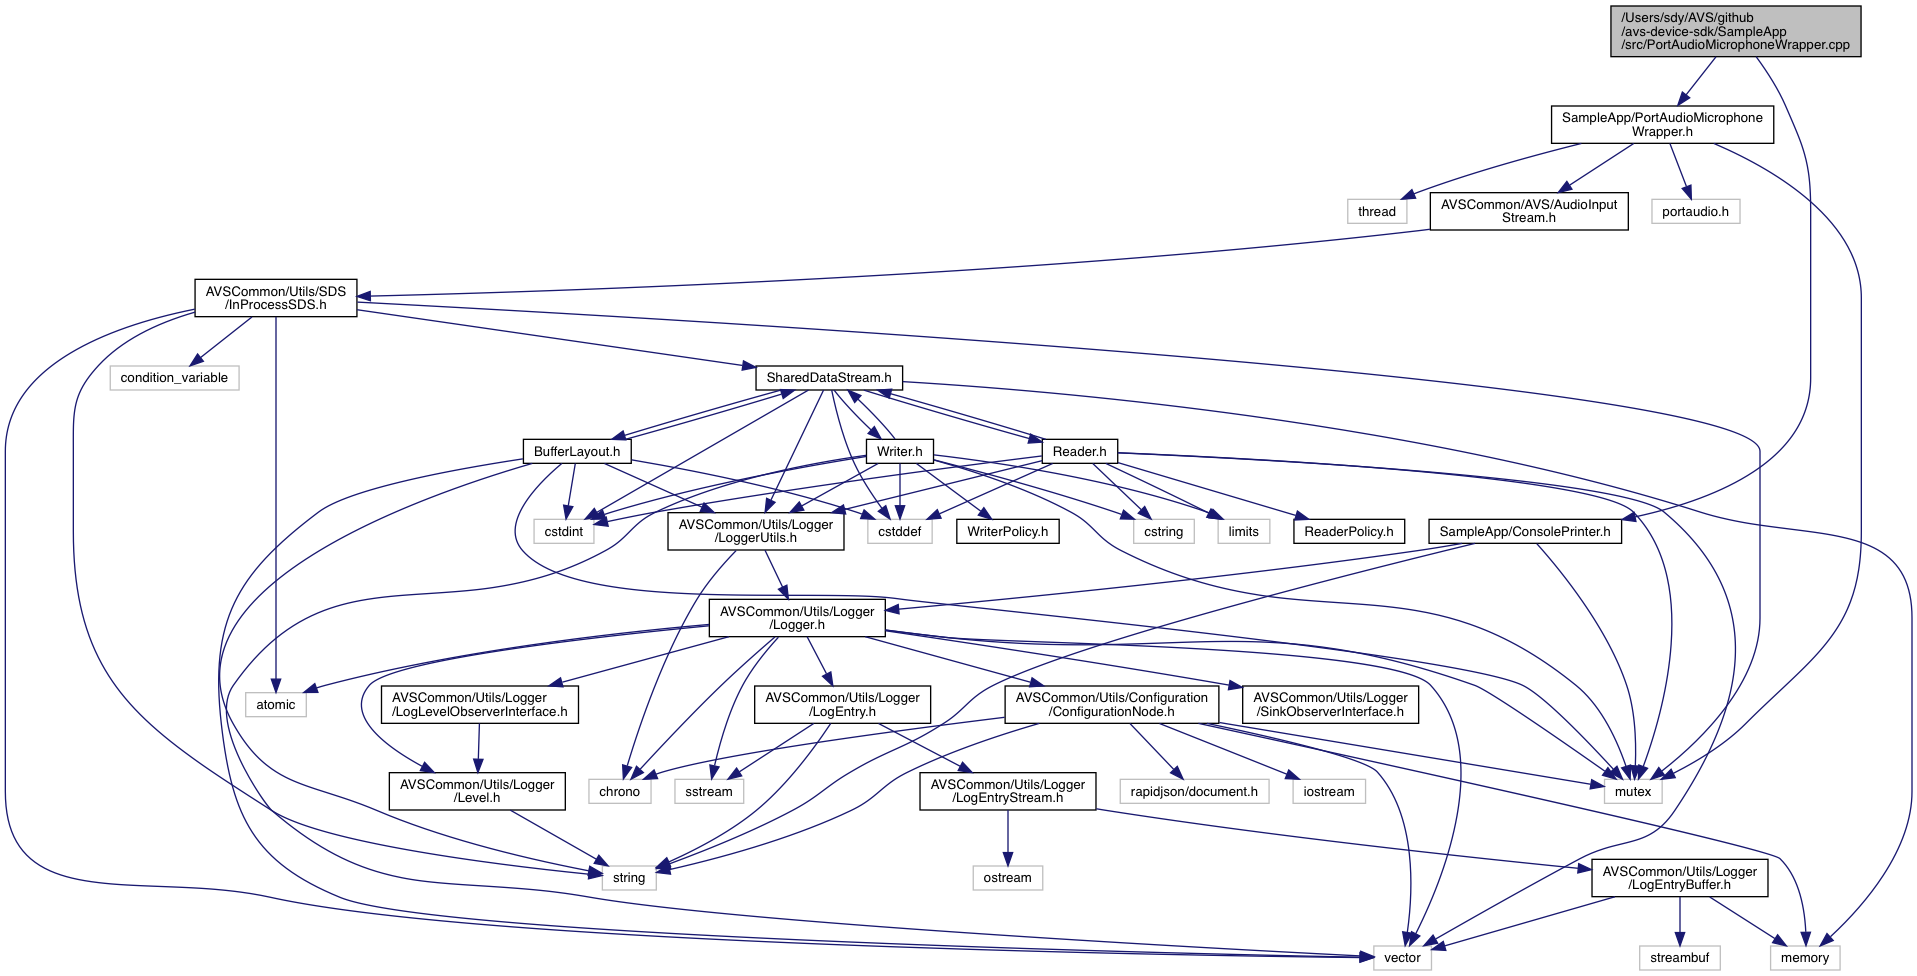 /Users/sdy/AVS/github
/avs-device-sdk/SampleApp
/src/PortAudioMicrophoneWrapper.cpp
SampleApp/PortAudioMicrophone
Wrapper.h
thread
AVSCommon/AVS/AudioInput
Stream.h
portaudio.h
AVSCommon/Utils/SDS
/InProcessSDS.h
condition_variable
SharedDataStream.h
BufferLayout.h
Writer.h
Reader.h
cstdint
AVSCommon/Utils/Logger
/LoggerUtils.h
cstddef
WriterPolicy.h
cstring
limits
ReaderPolicy.h
SampleApp/ConsolePrinter.h
AVSCommon/Utils/Logger
/Logger.h
atomic
AVSCommon/Utils/Logger
/LogLevelObserverInterface.h
AVSCommon/Utils/Logger
/LogEntry.h
AVSCommon/Utils/Configuration
/ConfigurationNode.h
AVSCommon/Utils/Logger
/SinkObserverInterface.h
AVSCommon/Utils/Logger
/Level.h
chrono
sstream
AVSCommon/Utils/Logger
/LogEntryStream.h
rapidjson/document.h
iostream
mutex
string
ostream
AVSCommon/Utils/Logger
/LogEntryBuffer.h
vector
streambuf
memory